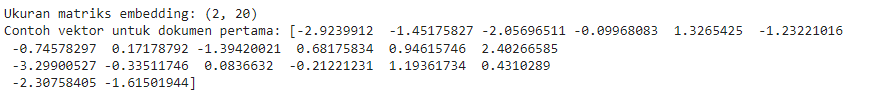 Ukuran matriks embedding: (2, 20)
Contoh vektor untuk dokumen pertama: [-2.9239912 -1.45175827 -2.05696511 -0.09968083 1.3265425 -1.23221016
-0.74578297 0.17178792 -1.39420021 0.68175834 0.94615746 2.40266585
-3.29900527 -0.33511746 0.0836632 -0.21221231 1.19361734 0.4310289
-2.30758405 -1.61501944]